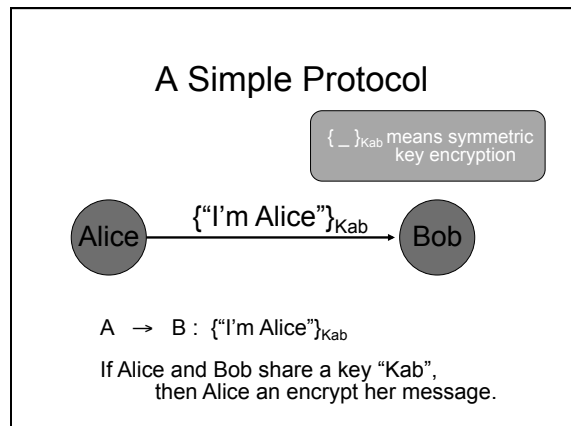 A Simple Protocol
{ _ }Kab means symmetric
key encryption
Alice
{“I’m Alice”}Kab
Bob
A → B : {“I’m Alice”}Kab
If Alice and Bob share a key “Kab”,
then Alice an encrypt her message.